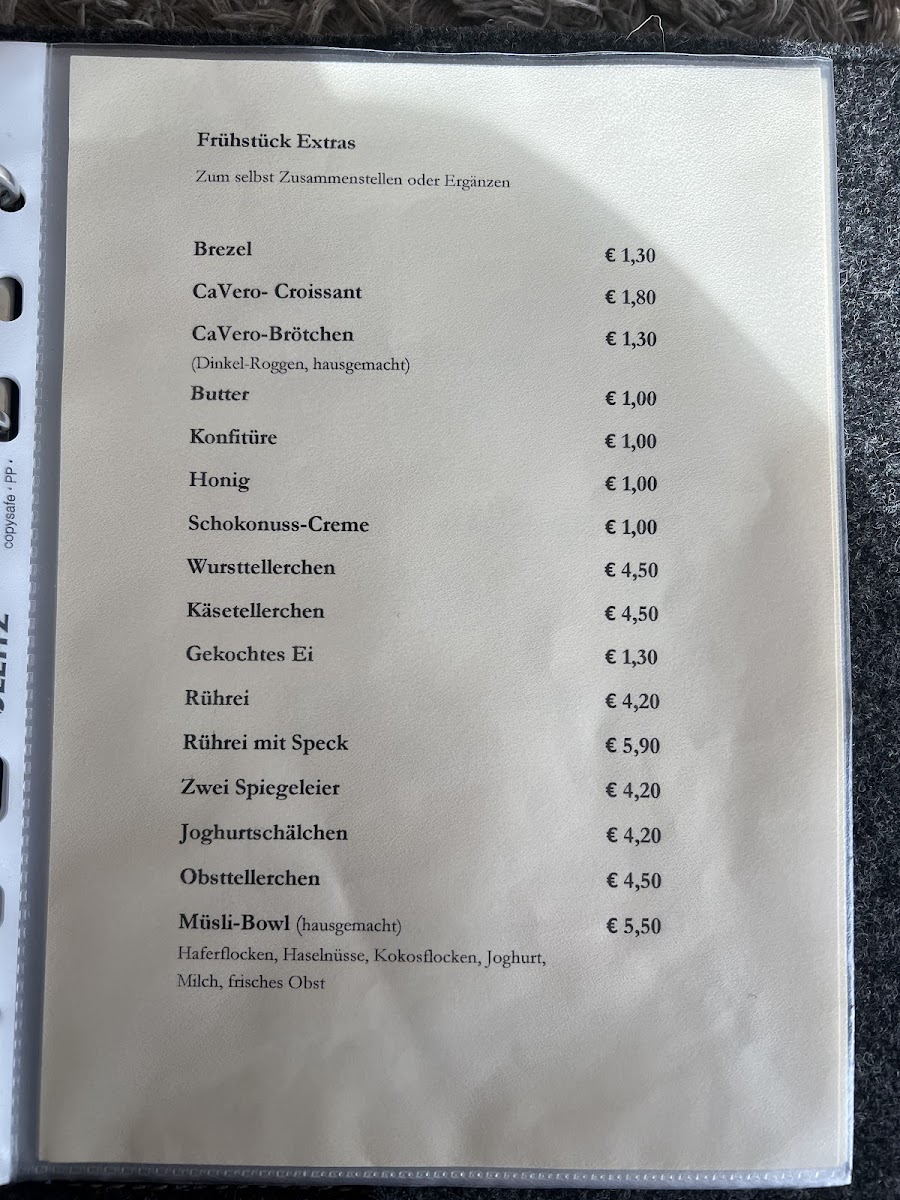 Frühstück Extras
Zum selbst Zusammenstellen oder Ergänzen
Brezel € 1,30
CaVero- Croissant € 1,80
CaVero-Brötchen € 1,30
(Dinkel-Roggen, hausgemacht)
Butter € 1,00
Konfitüre € 1,00
Honig € 1,00
Schokonuss-Creme € 1,00
Wursttellerchen € 4,50
Käsetellerchen € 4,50
Gekochtes Ei € 1,30
Rührei € 4,20
Rührei mit Speck € 5,90
Zwei Spiegeleier € 4,20
Joghurtschälchen € 4,20
Obsttellerchen € 4,50
Müsli-Bowl (hausgemacht) € 5,50
Haferflocken, Haselnüsse, Kokosflocken, Joghurt,
Milch, frisches Obst
copysafe · PP ·